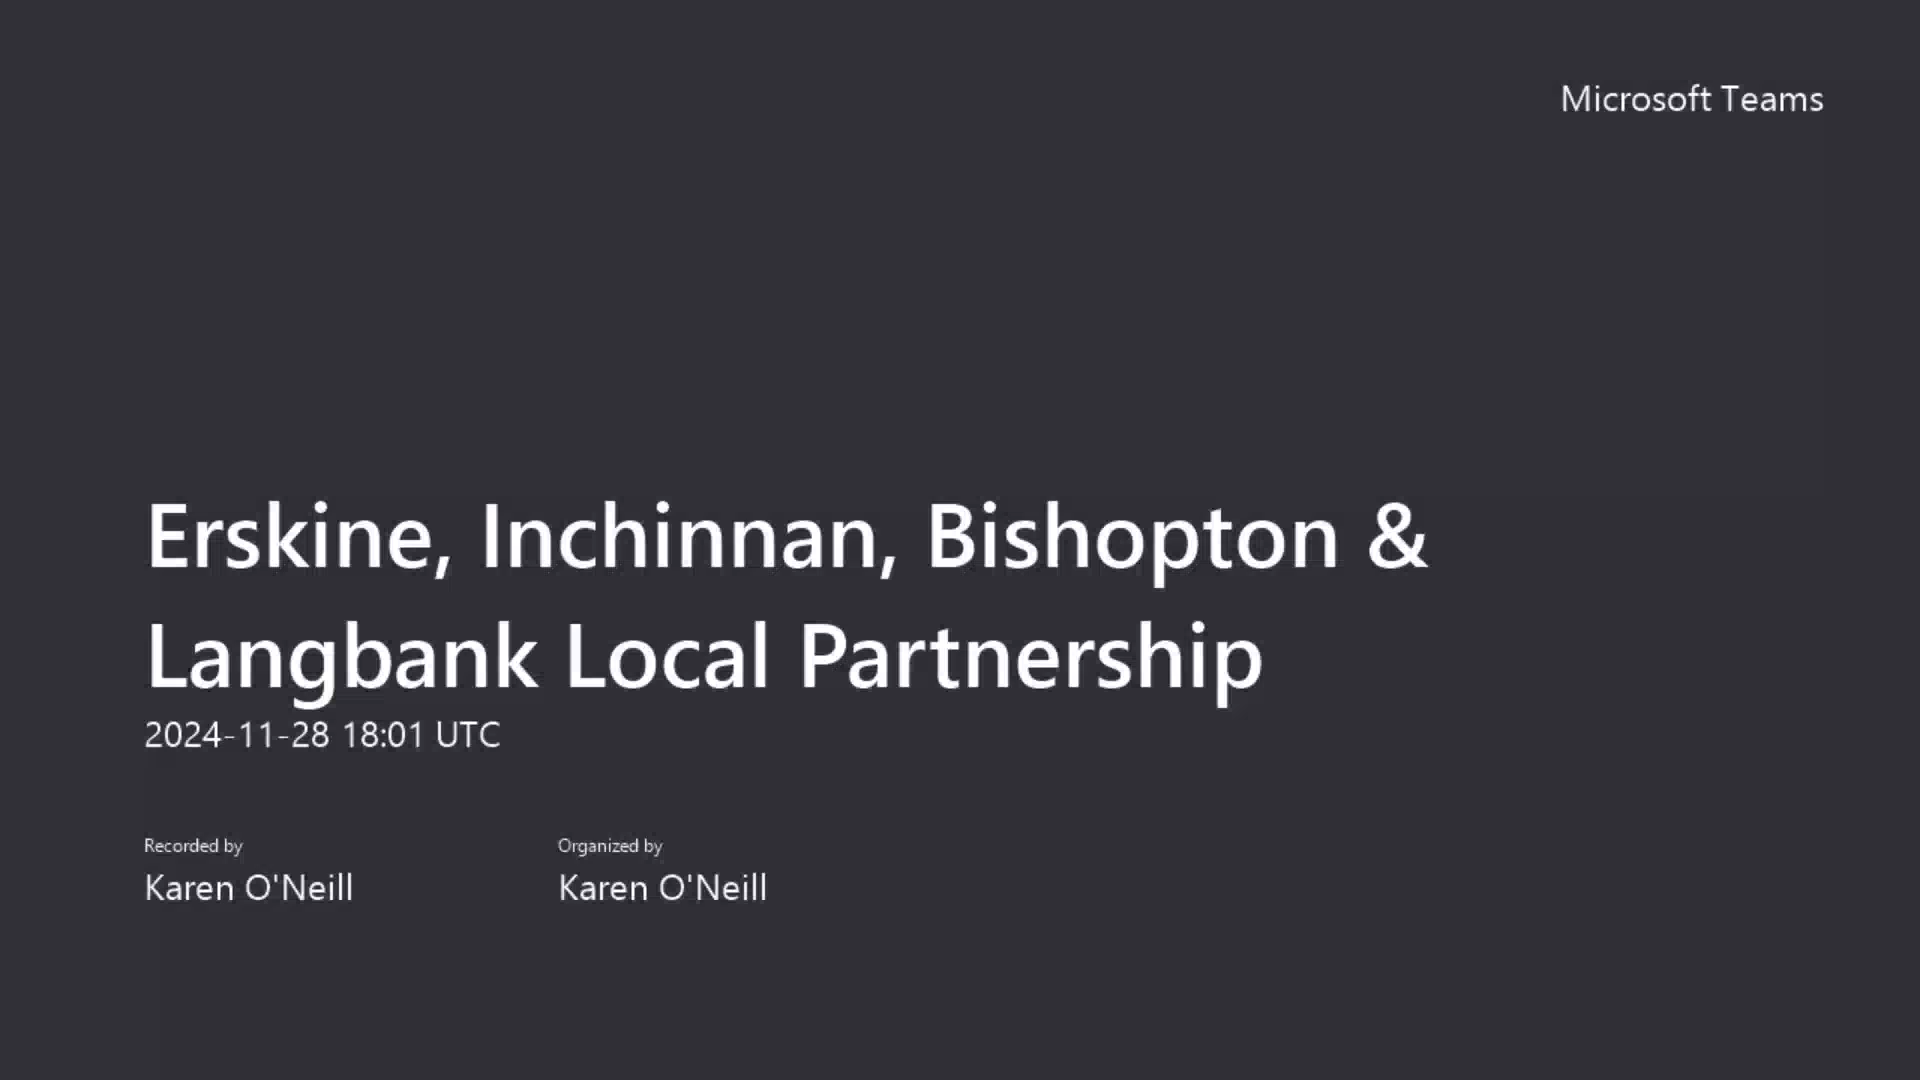 Microsoft Teams
Erskine, Inchinnan, Bishopton &
Langbank Local Partnership
2024-11-28 18:01 UTC
Recorded by
Karen O'Neill
Organized by
Karen O'Neill